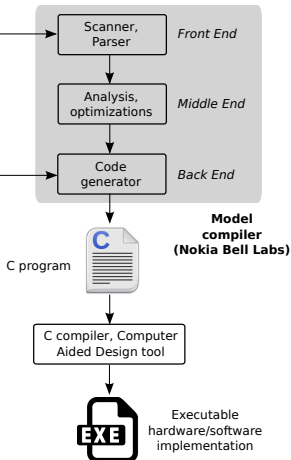 Scanner,
Parser
Front End
Analysis,
optimizations
Middle End
Code
generator
Back End
Model
compiler
(Nokia Bell Labs)
C
C program
C compiler, Computer
Aided Design tool
EXE
Executable
hardware/software
implementation